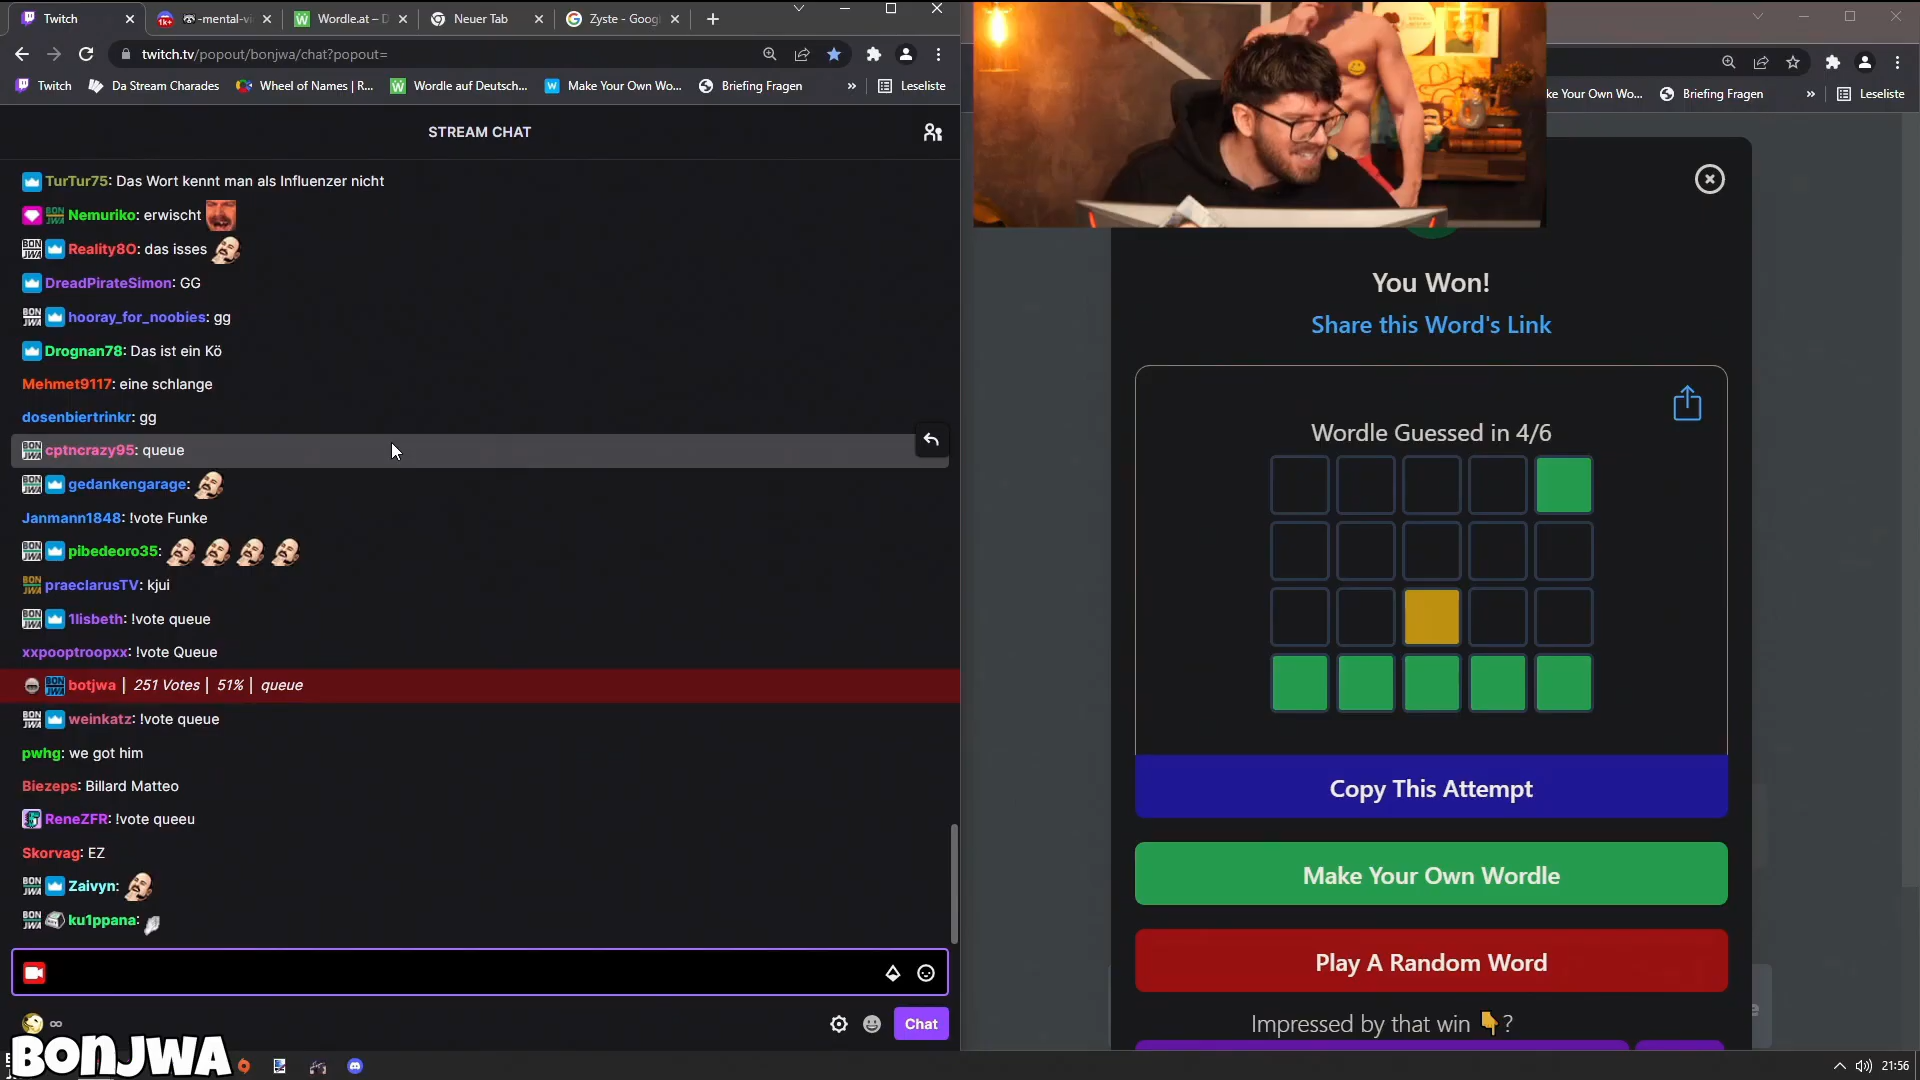 Twitch
-mental-vi
Wordle.at – D
Neuer Tab
Zyste - Goog
twitch.tv/popout/bonjwa/chat?popout=
Twitch
Da Stream Charades
Wheel of Names | R...
Wordle auf Deutsch...
Make Your Own Wo...
Briefing Fragen
»
Leseliste
ke Your Own Wo...
Briefing Fragen
»
Leseliste
STREAM CHAT
TurTur75: Das Wort kennt man als Influenzer nicht
Nemuriko: erwischt
Reality8O: das isses
DreadPirateSimon: GG
hooray_for_noobies: gg
Drognan78: Das ist ein Kö
Mehmet9117: eine schlange
dosenbiertrinkr: gg
cptncrazy95: queue
gedankengarage:
Janmann1848: !vote Funke
pibedeoro35:
praeclarusTV: kjui
1lisbeth: !vote queue
xxpooptroopxx: !vote Queue
botjwa | 251 Votes | 51% | queue
weinkatz: !vote queue
pwhg: we got him
Biezeps: Billard Matteo
ReneZFR: !vote queeu
Skorvag: EZ
Zaivyn:
ku1ppana:
Chat
BONJWA
You Won!
Share this Word's Link
Wordle Guessed in 4/6
Copy This Attempt
Make Your Own Wordle
Play A Random Word
Impressed by that win 👇?
21:56